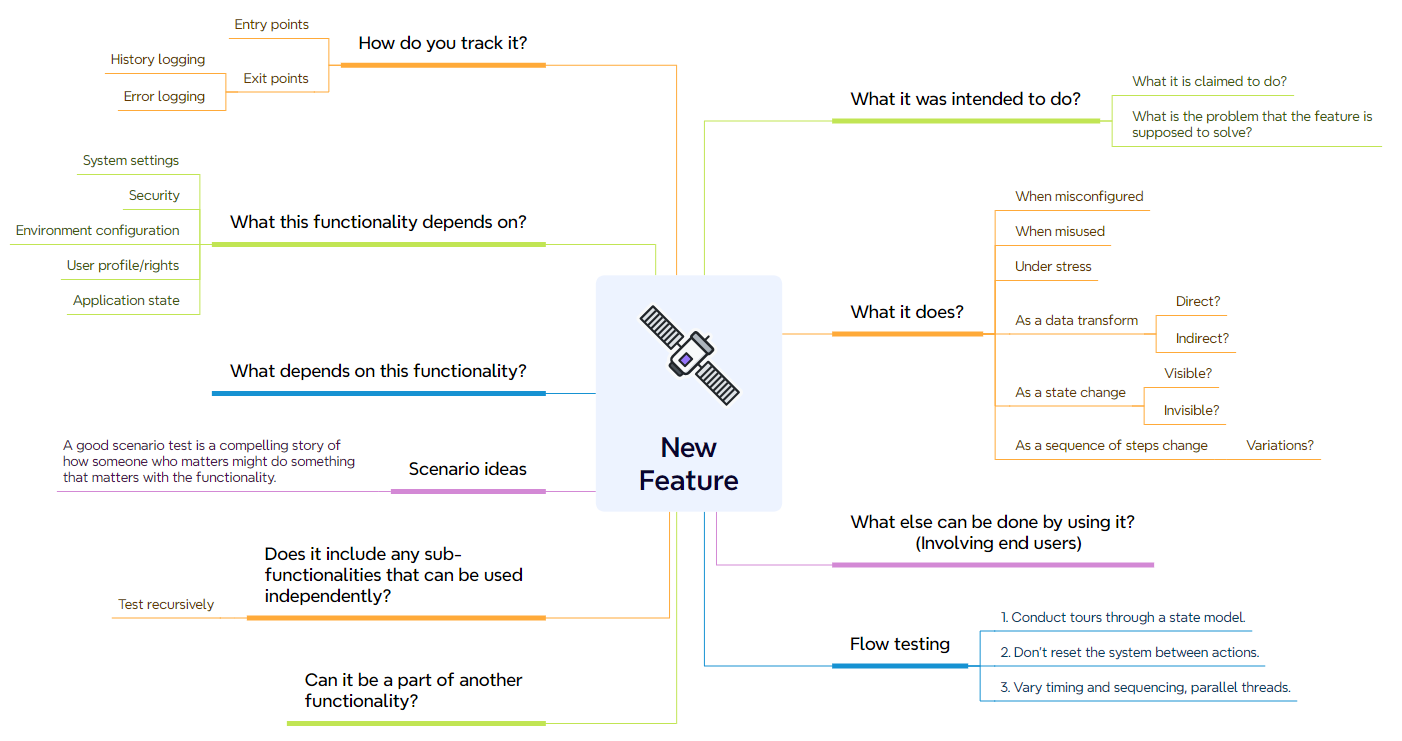 How do you track it?
Entry points
Exit points
History logging
Error logging
What this functionality depends on?
System settings
Security
Environment configuration
User profile/rights
Application state
What depends on this functionality?
Scenario ideas
A good scenario test is a compelling story of
how someone who matters might do something
that matters with the functionality.
Does it include any sub-
functionalities that can be used
independently?
Test recursively
Can it be a part of another
functionality?
New
Feature
What it was intended to do?
What it is claimed to do?
What is the problem that the feature is
supposed to solve?
What it does?
When misconfigured
When misused
Under stress
As a data transform
Direct?
Indirect?
As a state change
Visible?
Invisible?
As a sequence of steps change
Variations?
What else can be done by using it?
(Involving end users)
Flow testing
1. Conduct tours through a state model.
2. Don't reset the system between actions.
3. Vary timing and sequencing, parallel threads.